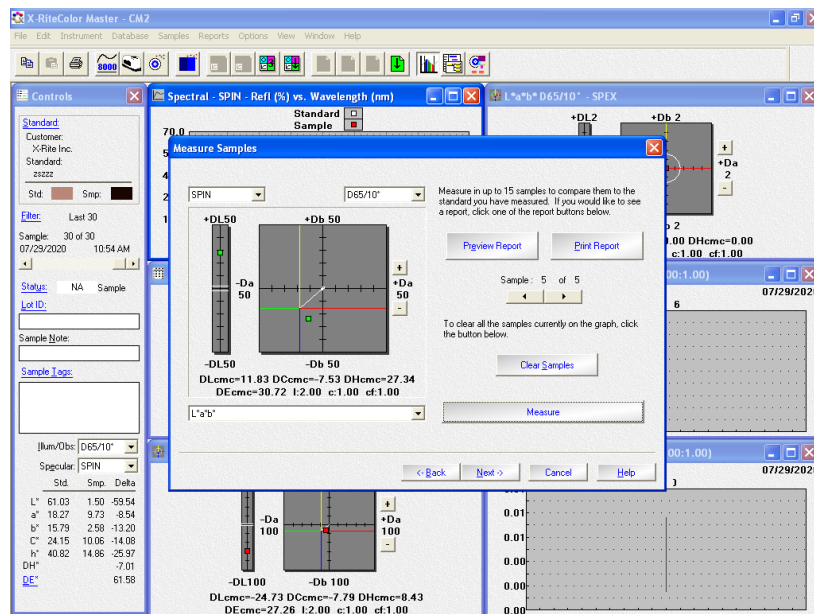 X-RiteColor Master - CM2
File Edit Instrument Database Samples Reports Options View Window Help
8000
Controls
Standard:
Customer:
X-Rite Inc.
Standard:
zszzz
Std: Smp:
Filter: Last 30
Sample: 30 of 30
07/29/2020 10:54 AM
Status: NA Sample
Lot ID:
Sample Note:
Sample Tags:
Illum/Obs: D65/10°
Specular: SPIN
Std. Smp. Delta
L* 61.03 1.50 -59.54
a* 18.27 9.73 -8.54
b* 15.79 2.58 -13.20
C* 24.15 10.06 -14.08
h° 40.82 14.86 -25.97
DH* -7.01
DE* 61.58
Spectral - SPIN - Refl (%) vs. Wavelength (nm)
Standard
Sample
70.0
L*a*b* D65/10° - SPEX
+DL2 +Db 2
+Da
2
b 2
.00 DHcmc=0.00
c:1.00 cf:1.00
Measure Samples
SPIN D65/10°
+DL50 +Db 50
-Da
50
+
+Da
50
-
-DL50 -Db 50
DLcmc=11.83 DCcmc=-7.53 DHcmc=27.34
DEcmc=30.72 l:2.00 c:1.00 cf:1.00
L*a*b*
Measure in up to 15 samples to compare them to the
standard you have measured. If you would like to see
a report, click one of the report buttons below.
Preview Report Print Report
Sample: 5 of 5
To clear all the samples currently on the graph, click
the button below.
Clear Samples
Measure
<- Back Next -> Cancel Help
00:1.00)
07/29/202
6
00:1.00)
07/29/202
0.01
0.01
0.00
0.00
0.00
-Da
100
+
+Da
100
-
-DL100 -Db 100
DLcmc=-24.73 DCcmc=-7.79 DHcmc=8.43
DEcmc=27.26 l:2.00 c:1.00 cf:1.00